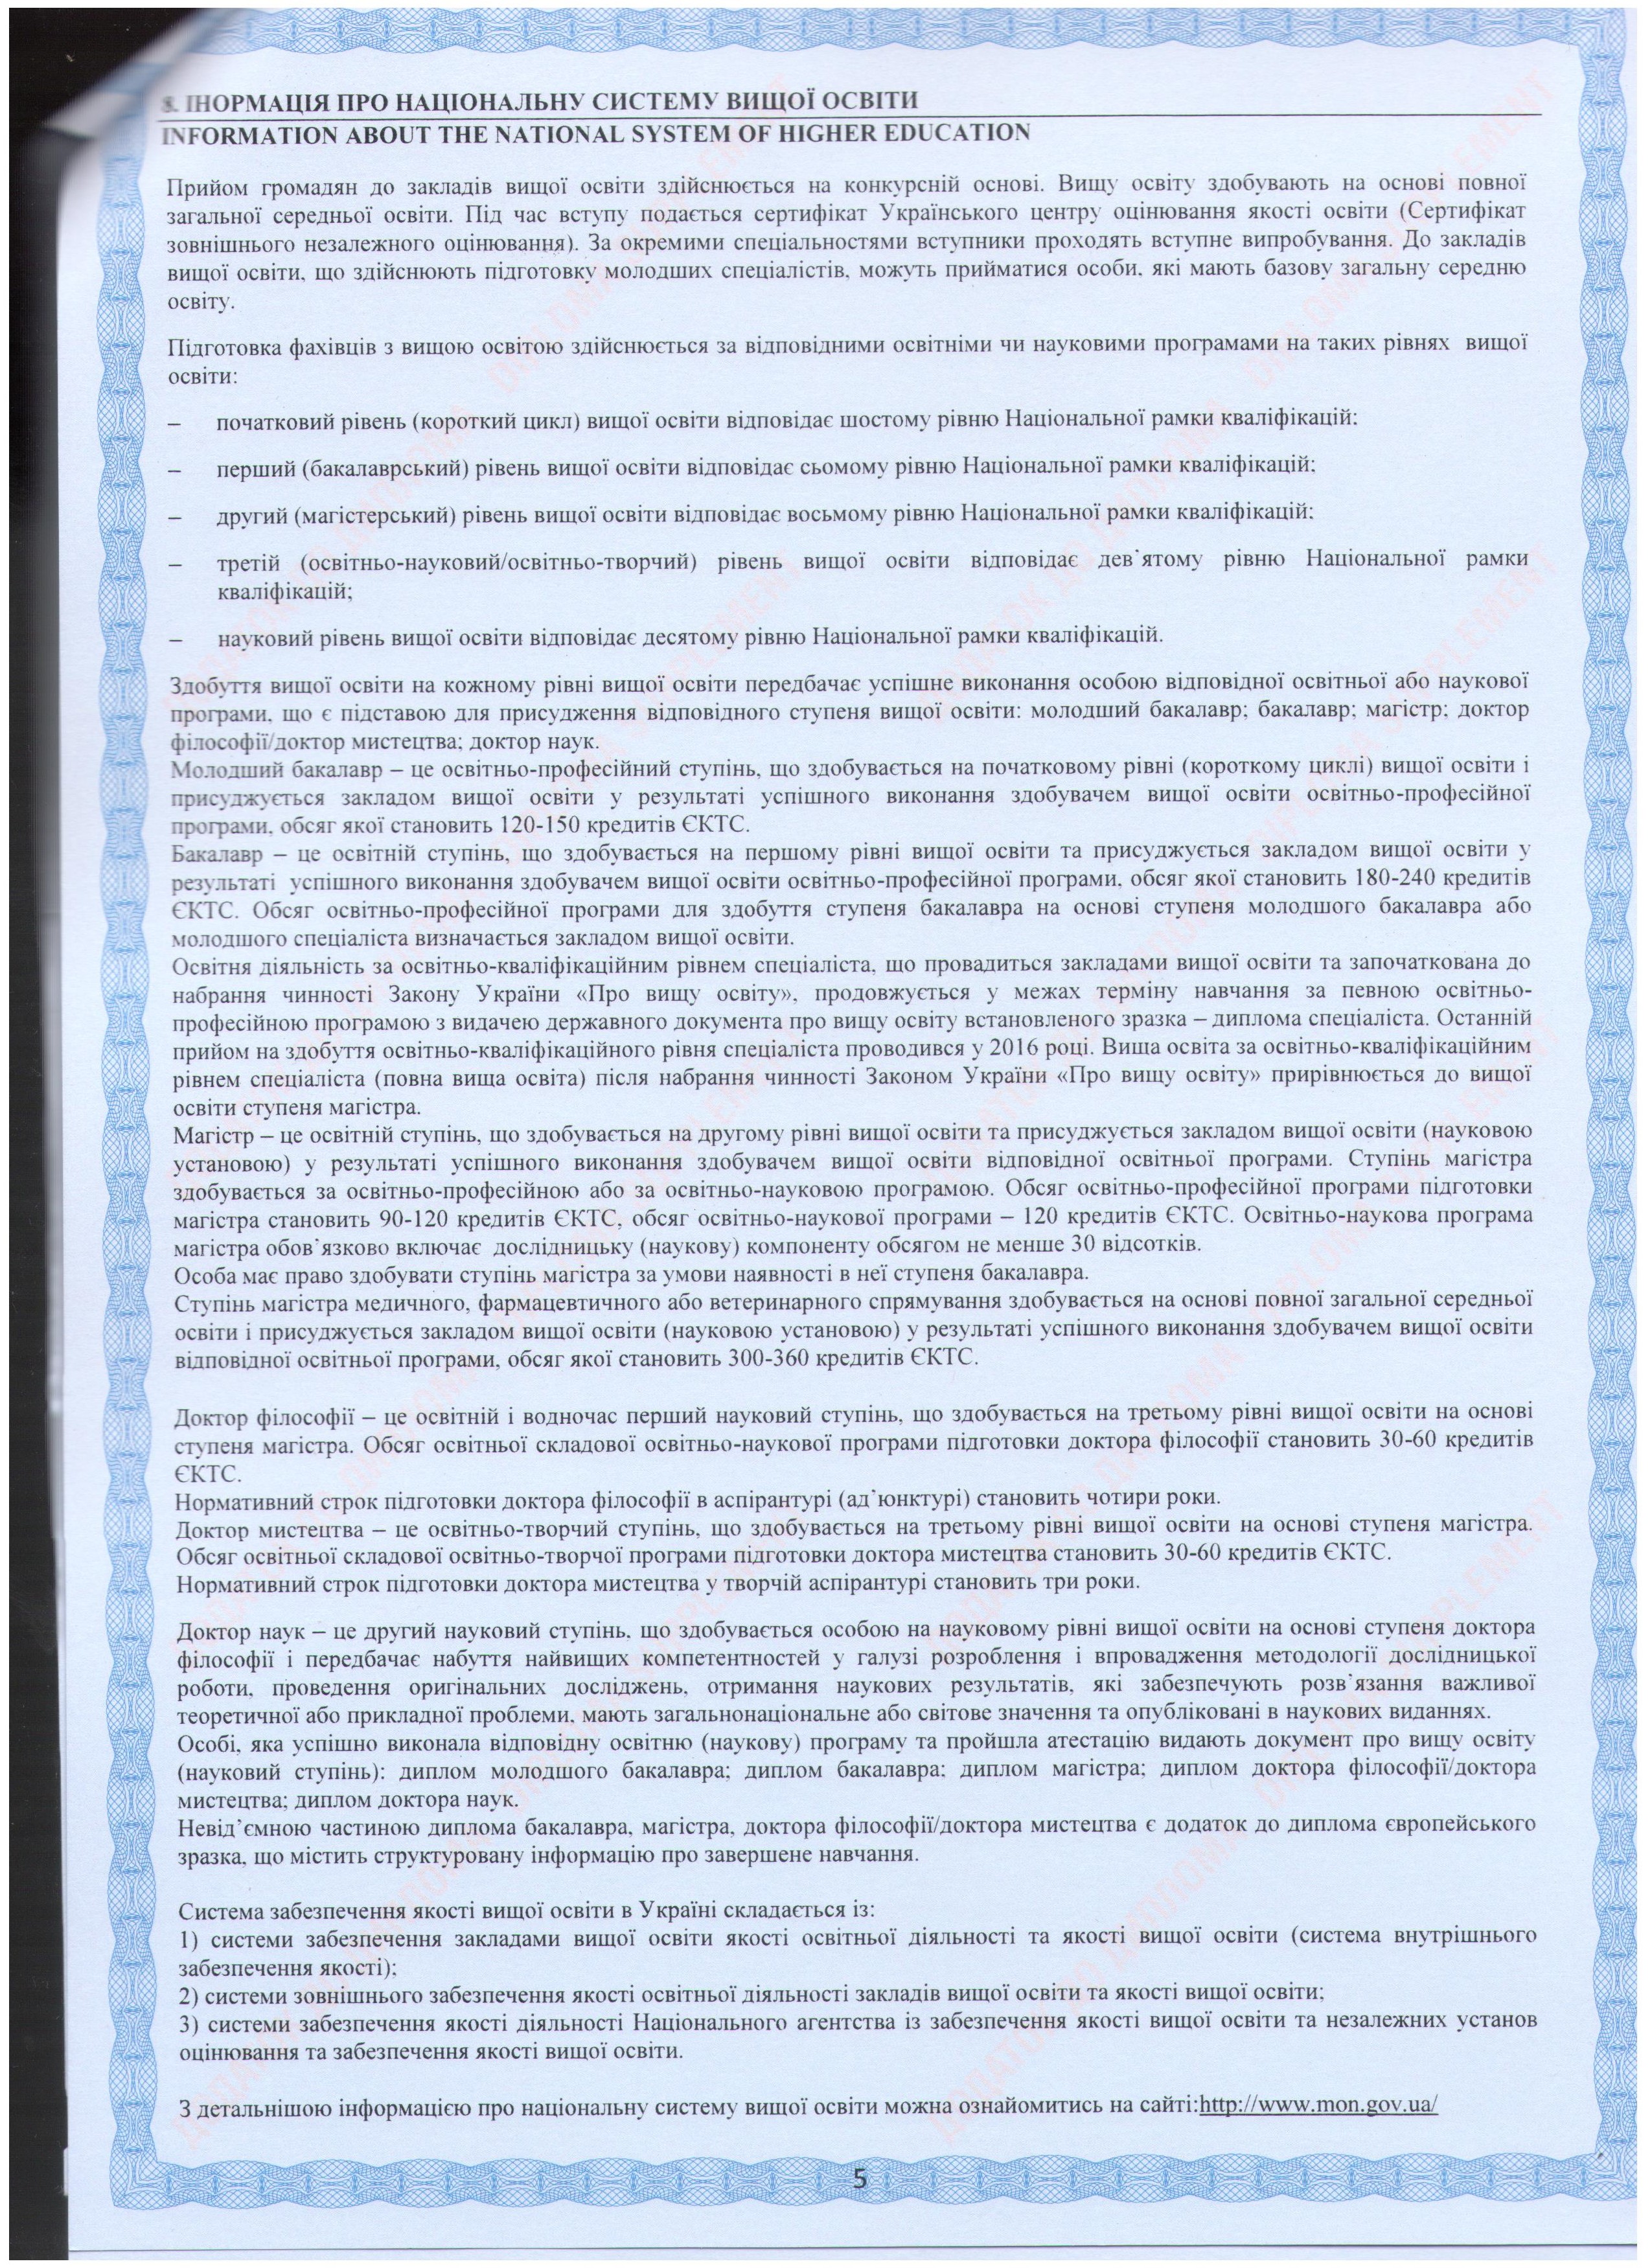 8. ІНОРМАЦІЯ ПРО НАЦІОНАЛЬНУ СИСТЕМУ ВИЩОЇ ОСВІТИ
INFORMATION ABOUT THE NATIONAL SYSTEM OF HIGHER EDUCATION
Прийом громадян до закладів вищої освіти здійснюється на конкурсній основі. Вищу освіту здобувають на основі повної
загальної середньої освіти. Під час вступу подається сертифікат Українського центру оцінювання якості освіти (Сертифікат
зовнішнього незалежного оцінювання). За окремими спеціальностями вступники проходять вступне випробування. До закладів
вищої освіти, що здійснюють підготовку молодших спеціалістів, можуть прийматися особи, які мають базову загальну середню
освіту.
Підготовка фахівців з вищою освітою здійснюється за відповідними освітніми чи науковими програмами на таких рівнях вищої
освіти:
– початковий рівень (короткий цикл) вищої освіти відповідає шостому рівню Національної рамки кваліфікацій;
– перший (бакалаврський) рівень вищої освіти відповідає сьомому рівню Національної рамки кваліфікацій;
– другий (магістерський) рівень вищої освіти відповідає восьмому рівню Національної рамки кваліфікацій;
– третій (освітньо-науковий/освітньо-творчий) рівень вищої освіти відповідає дев'ятому рівню Національної рамки
кваліфікацій;
– науковий рівень вищої освіти відповідає десятому рівню Національної рамки кваліфікацій.
Здобуття вищої освіти на кожному рівні вищої освіти передбачає успішне виконання особою відповідної освітньої або наукової
програми, що є підставою для присудження відповідного ступеня вищої освіти: молодший бакалавр; бакалавр; магістр; доктор
філософії/доктор мистецтва; доктор наук.
Молодший бакалавр – це освітньо-професійний ступінь, що здобувається на початковому рівні (короткому циклі) вищої освіти і
присуджується закладом вищої освіти у результаті успішного виконання здобувачем вищої освіти освітньо-професійної
програми, обсяг якої становить 120-150 кредитів ЄКТС.
Бакалавр – це освітній ступінь, що здобувається на першому рівні вищої освіти та присуджується закладом вищої освіти у
результаті успішного виконання здобувачем вищої освіти освітньо-професійної програми, обсяг якої становить 180-240 кредитів
ЄКТС. Обсяг освітньо-професійної програми для здобуття ступеня бакалавра на основі ступеня молодшого бакалавра або
молодшого спеціаліста визначається закладом вищої освіти.
Освітня діяльність за освітньо-кваліфікаційним рівнем спеціаліста, що провадиться закладами вищої освіти та започаткована до
набрання чинності Закону України «Про вищу освіту», продовжується у межах терміну навчання за певною освітньо-
професійною програмою з видачею державного документа про вищу освіту встановленого зразка – диплома спеціаліста. Останній
прийом на здобуття освітньо-кваліфікаційного рівня спеціаліста проводився у 2016 році. Вища освіта за освітньо-кваліфікаційним
рівнем спеціаліста (повна вища освіта) після набрання чинності Законом України «Про вищу освіту» прирівнюється до вищої
освіти ступеня магістра.
Магістр – це освітній ступінь, що здобувається на другому рівні вищої освіти та присуджується закладом вищої освіти (науковою
установою) у результаті успішного виконання здобувачем вищої освіти відповідної освітньої програми. Ступінь магістра
здобувається за освітньо-професійною або за освітньо-науковою програмою. Обсяг освітньо-професійної програми підготовки
магістра становить 90-120 кредитів ЄКТС, обсяг освітньо-наукової програми – 120 кредитів ЄКТС. Освітньо-наукова програма
магістра обов'язково включає дослідницьку (наукову) компоненту обсягом не менше 30 відсотків.
Особа має право здобувати ступінь магістра за умови наявності в неї ступеня бакалавра.
Ступінь магістра медичного, фармацевтичного або ветеринарного спрямування здобувається на основі повної загальної середньої
освіти і присуджується закладом вищої освіти (науковою установою) у результаті успішного виконання здобувачем вищої освіти
відповідної освітньої програми, обсяг якої становить 300-360 кредитів ЄКТС.
Доктор філософії – це освітній і водночас перший науковий ступінь, що здобувається на третьому рівні вищої освіти на основі
ступеня магістра. Обсяг освітньої складової освітньо-наукової програми підготовки доктора філософії становить 30-60 кредитів
ЄКТС.
Нормативний строк підготовки доктора філософії в аспірантурі (ад'юнктурі) становить чотири роки.
Доктор мистецтва – це освітньо-творчий ступінь, що здобувається на третьому рівні вищої освіти на основі ступеня магістра.
Обсяг освітньої складової освітньо-творчої програми підготовки доктора мистецтва становить 30-60 кредитів ЄКТС.
Нормативний строк підготовки доктора мистецтва у творчій аспірантурі становить три роки.
Доктор наук – це другий науковий ступінь, що здобувається особою на науковому рівні вищої освіти на основі ступеня доктора
філософії і передбачає набуття найвищих компетентностей у галузі розроблення і впровадження методології дослідницької
роботи, проведення оригінальних досліджень, отримання наукових результатів, які забезпечують розв'язання важливої
теоретичної або прикладної проблеми, мають загальнонаціональне або світове значення та опубліковані в наукових виданнях.
Особі, яка успішно виконала відповідну освітню (наукову) програму та пройшла атестацію видають документ про вищу освіту
(науковий ступінь): диплом молодшого бакалавра; диплом бакалавра; диплом магістра; диплом доктора філософії/доктора
мистецтва; диплом доктора наук.
Невід'ємною частиною диплома бакалавра, магістра, доктора філософії/доктора мистецтва є додаток до диплома європейського
зразка, що містить структуровану інформацію про завершене навчання.
Система забезпечення якості вищої освіти в Україні складається із:
1) системи забезпечення закладами вищої освіти якості освітньої діяльності та якості вищої освіти (система внутрішнього
забезпечення якості);
2) системи зовнішнього забезпечення якості освітньої діяльності закладів вищої освіти та якості вищої освіти;
3) системи забезпечення якості діяльності Національного агентства із забезпечення якості вищої освіти та незалежних установ
оцінювання та забезпечення якості вищої освіти.
З детальнішою інформацією про національну систему вищої освіти можна ознайомитись на сайті:http://www.mon.gov.ua/
5